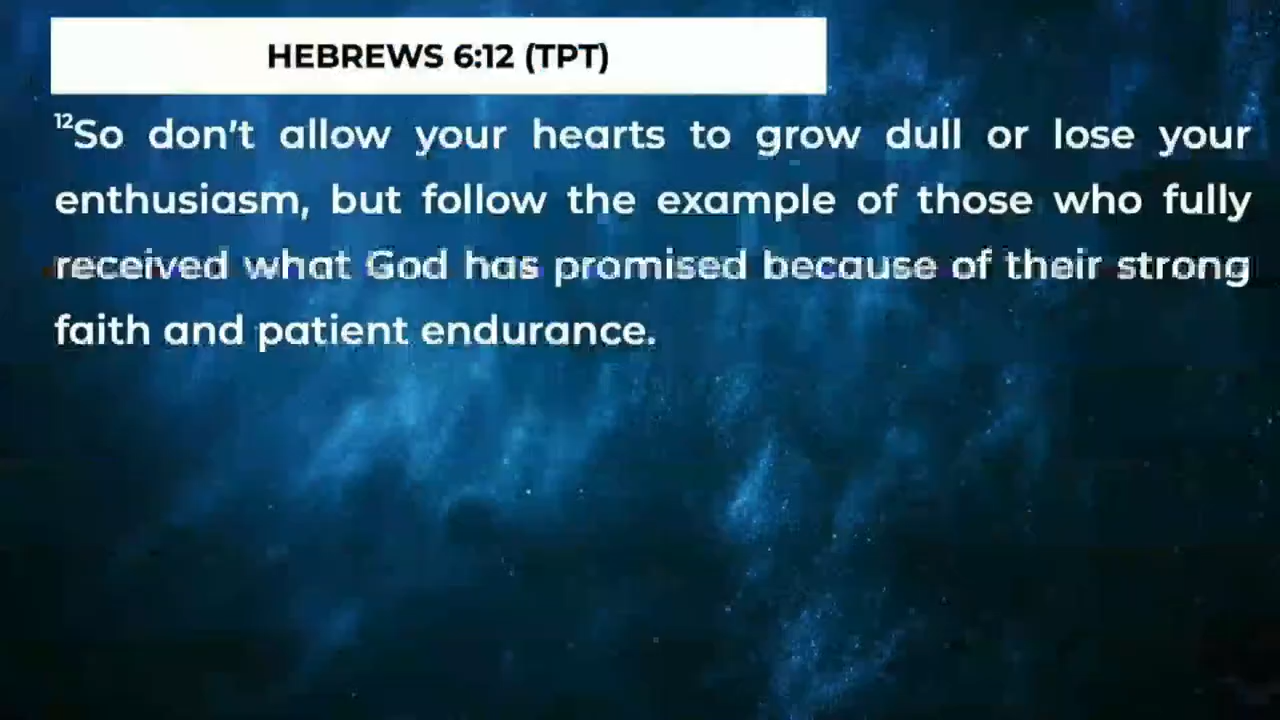 HEBREWS 6:12 (TPT)
¹²So don't allow your hearts to grow dull or lose your
enthusiasm, but follow the example of those who fully
received what God has promised because of their strong
faith and patient endurance.